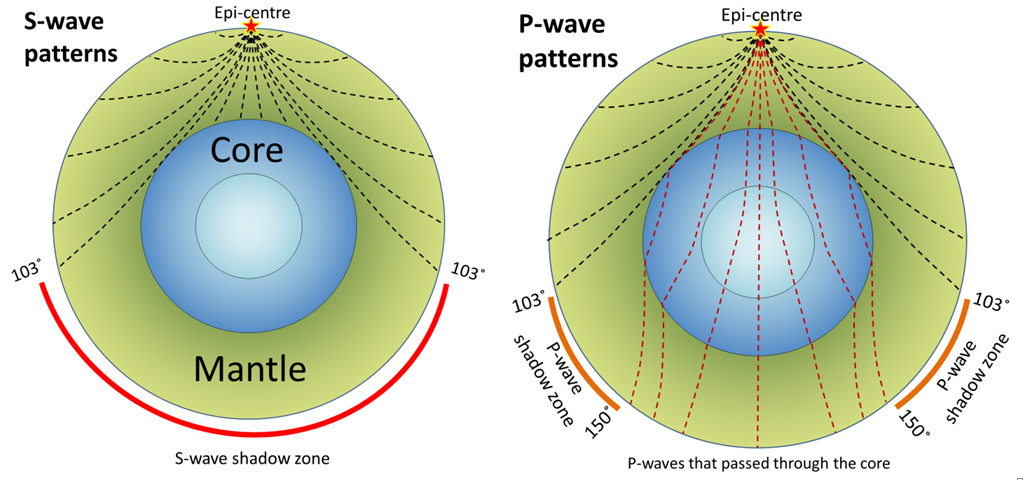 S-wave
patterns
Epi-centre
Core
Mantle
103˚
103˚
S-wave shadow zone
P-wave
patterns
Epi-centre
103˚
103˚
P-wave
shadow zone
150˚
P-wave
shadow zone
150˚
P-waves that passed through the core